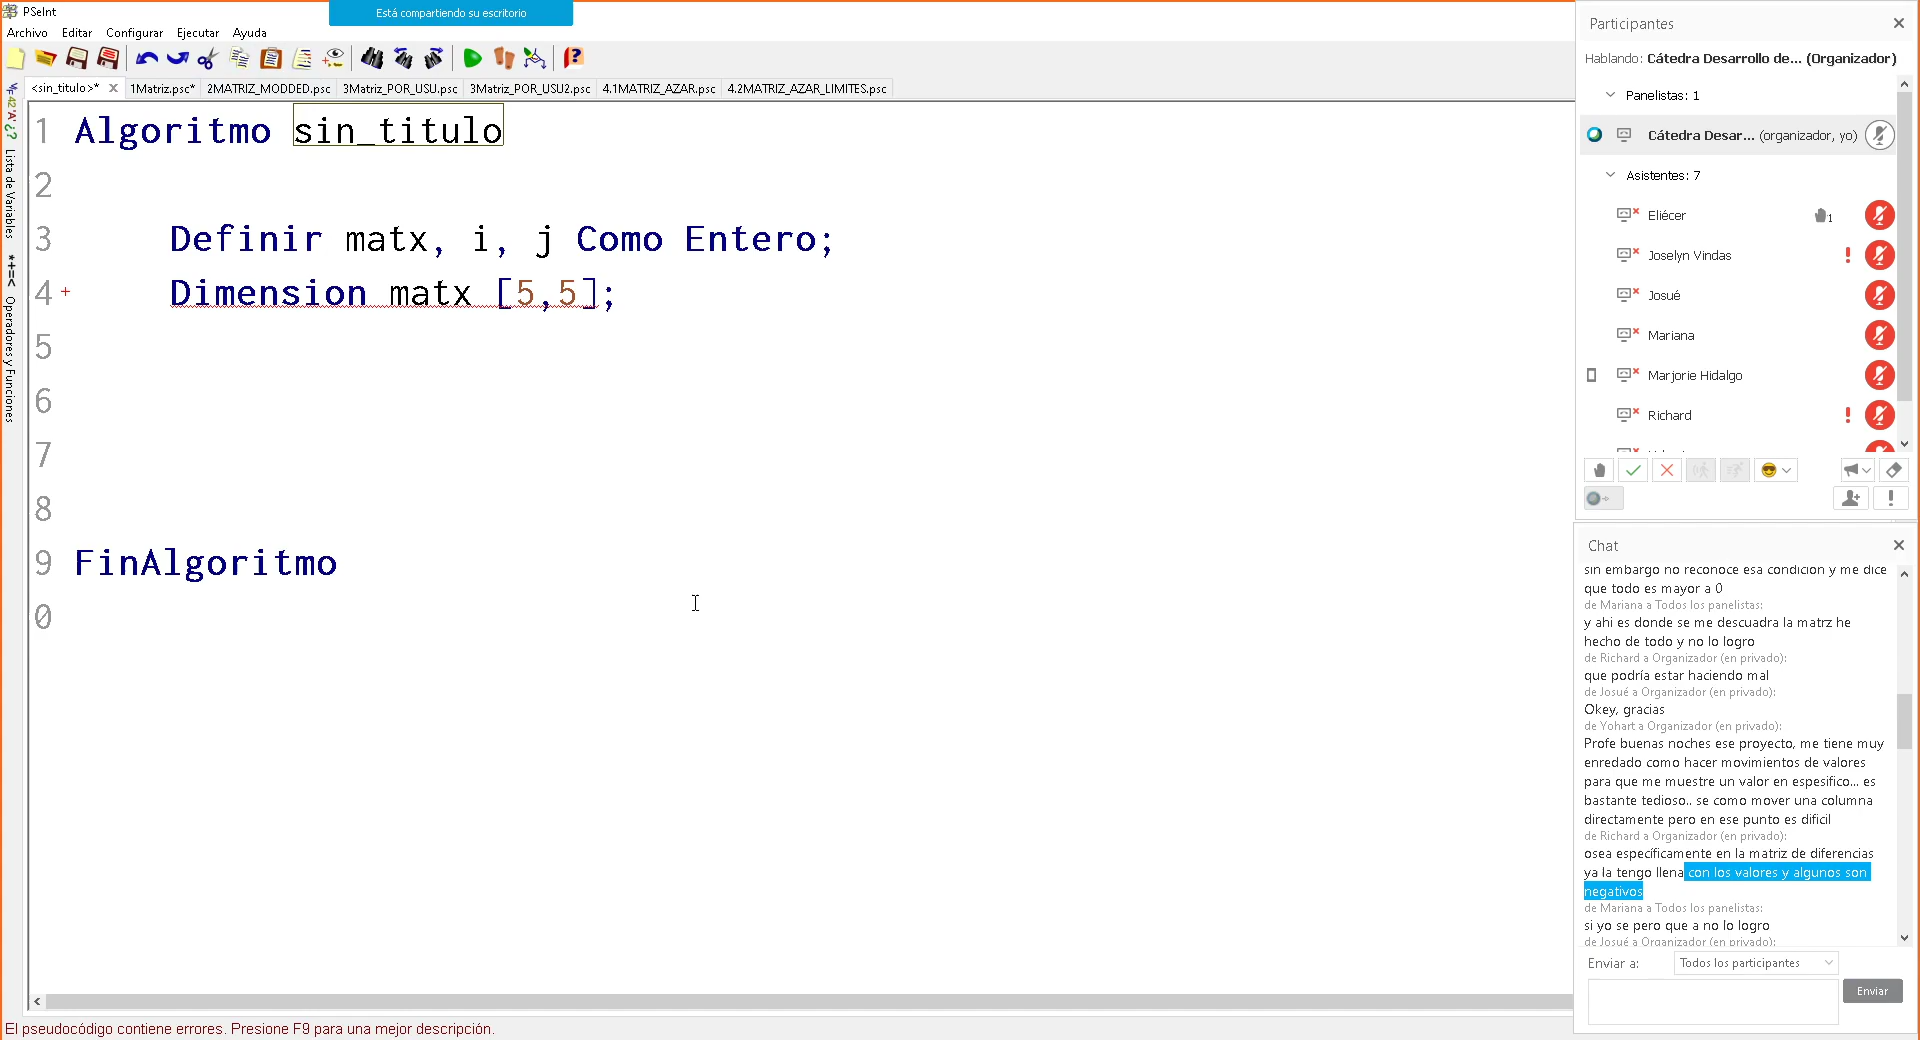 PSeInt
Está compartiendo su escritorio
Archivo Editar Configurar Ejecutar Ayuda
<sin_titulo>* 1Matriz.psc* 2MATRIZ_MODDED.psc 3Matriz_POR_USU.psc 3Matriz_POR_USU2.psc 4.1MATRIZ_AZAR.psc 4.2MATRIZ_AZAR_LIMITES.psc
Lista de Variables
Operadores y Funciones
1 Algoritmo sin_titulo
2
3 Definir matx, i, j Como Entero;
4 + Dimension matx [5,5];
5
6
7
8
9 FinAlgoritmo
0
El pseudocódigo contiene errores. Presione F9 para una mejor descripción.
Participantes
Hablando: Cátedra Desarrollo de... (Organizador)
Panelistas: 1
Cátedra Desar... (organizador, yo)
Asistentes: 7
Eliécer 1
Joselyn Vindas
Josué
Mariana
Marjorie Hidalgo
Richard
Chat
sin embargo no reconoce esa condicion y me dice
que todo es mayor a 0
de Mariana a Todos los panelistas:
y ahi es donde se me descuadra la matrz he
hecho de todo y no lo logro
de Richard a Organizador (en privado):
que podría estar haciendo mal
de Josué a Organizador (en privado):
Okey, gracias
de Yohart a Organizador (en privado):
Profe buenas noches ese proyecto, me tiene muy
enredado como hacer movimientos de valores
para que me muestre un valor en espesifico... es
bastante tedioso.. se como mover una columna
directamente pero en ese punto es dificil
de Richard a Organizador (en privado):
osea específicamente en la matriz de diferencias
ya la tengo llena con los valores y algunos son
negativos
de Mariana a Todos los panelistas:
si yo se pero que a no lo logro
de Josué a Organizador (en privado):
Enviar a: Todos los participantes
Enviar